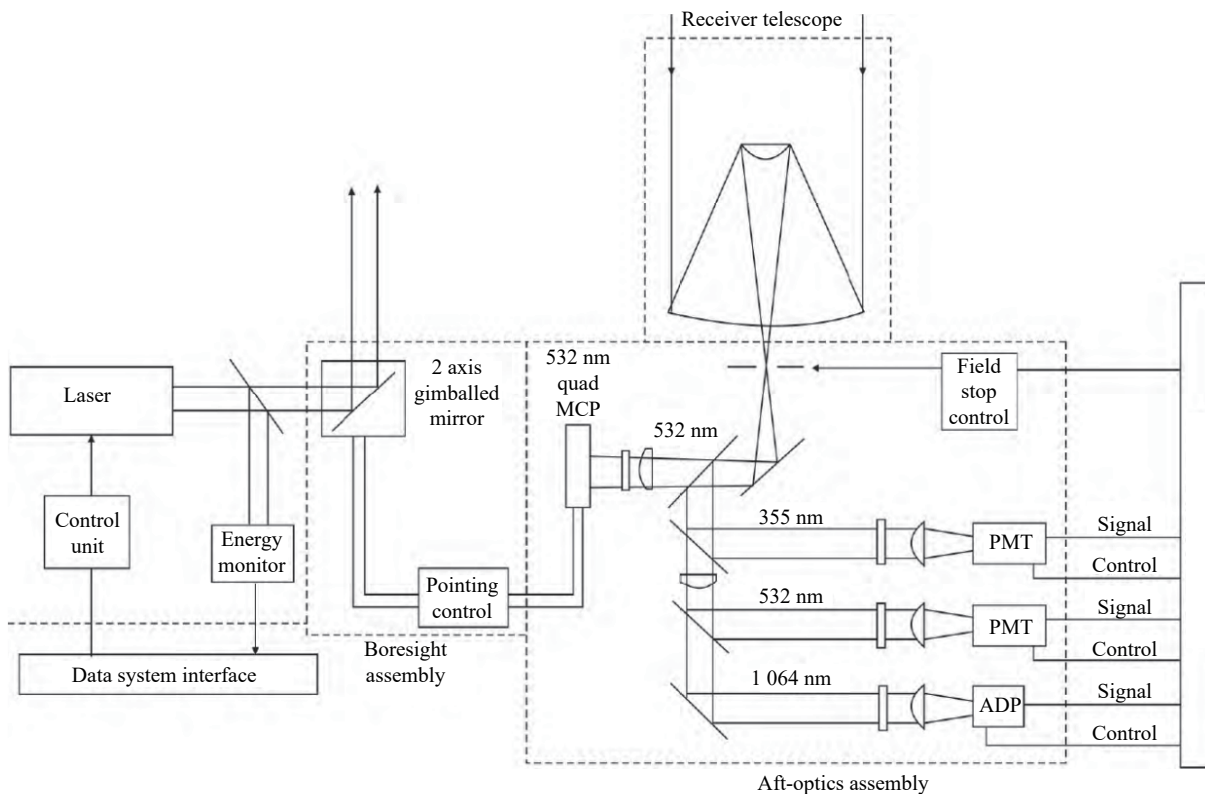 Receiver telescope
Laser
2 axis
gimballed
mirror
532 nm
quad
MCP
Field
stop
control
532 nm
Control
unit
Energy
monitor
Pointing
control
355 nm
PMT
Signal
Control
532 nm
PMT
Signal
Control
1 064 nm
ADP
Signal
Control
Data system interface
Boresight
assembly
Aft-optics assembly